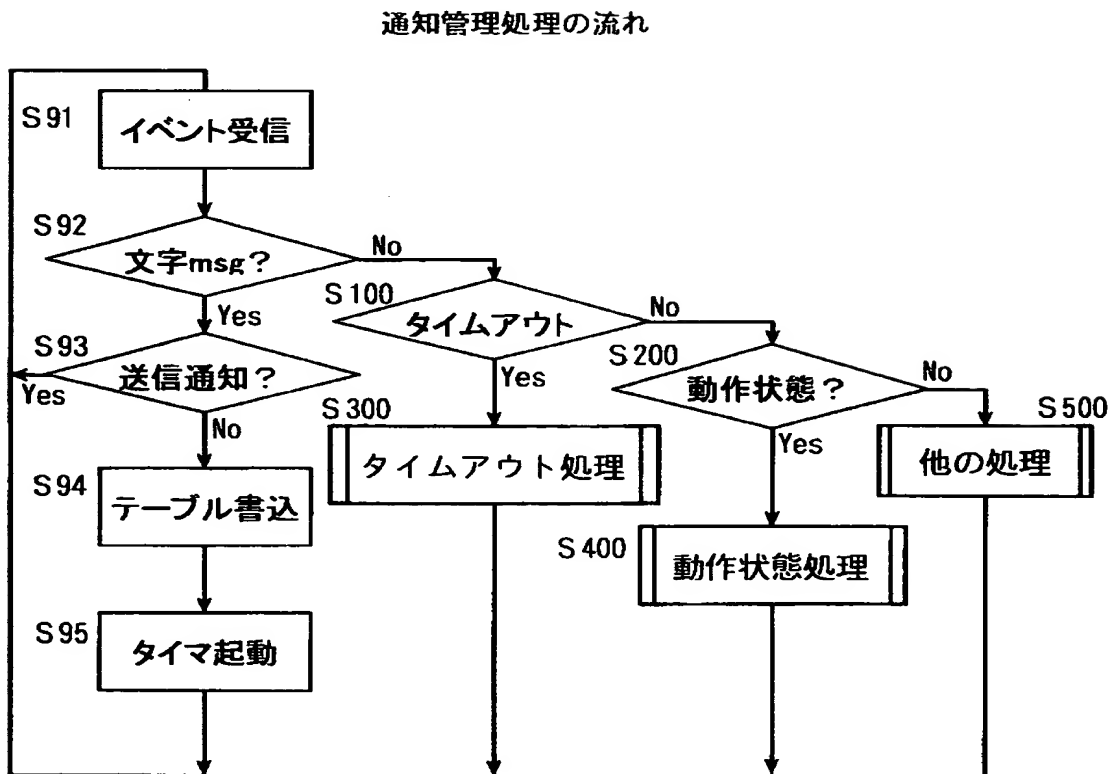 通知管理処理の流れ
S91
イベント受信
S92
文字msg?
No
Yes
S100
タイムアウト
No
Yes
S93
送信通知?
Yes
No
S200
動作状態?
No
Yes
S300
タイムアウト処理
S500
他の処理
S94
テーブル書込
S400
動作状態処理
S95
タイマ起動